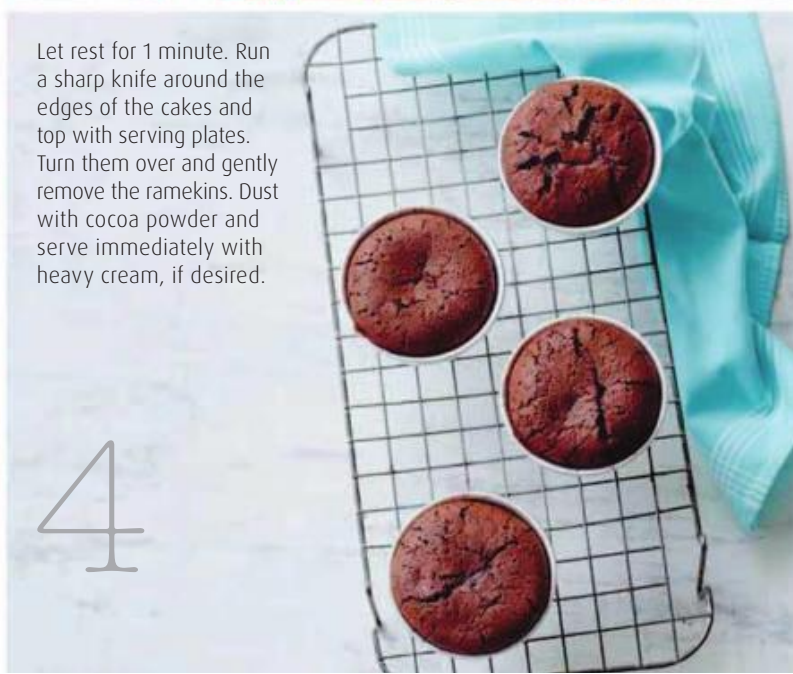 Let rest for 1 minute. Run
a sharp knife around the
edges of the cakes and
top with serving plates.
Turn them over and gently
remove the ramekins. Dust
with cocoa powder and
serve immediately with
heavy cream, if desired.
4